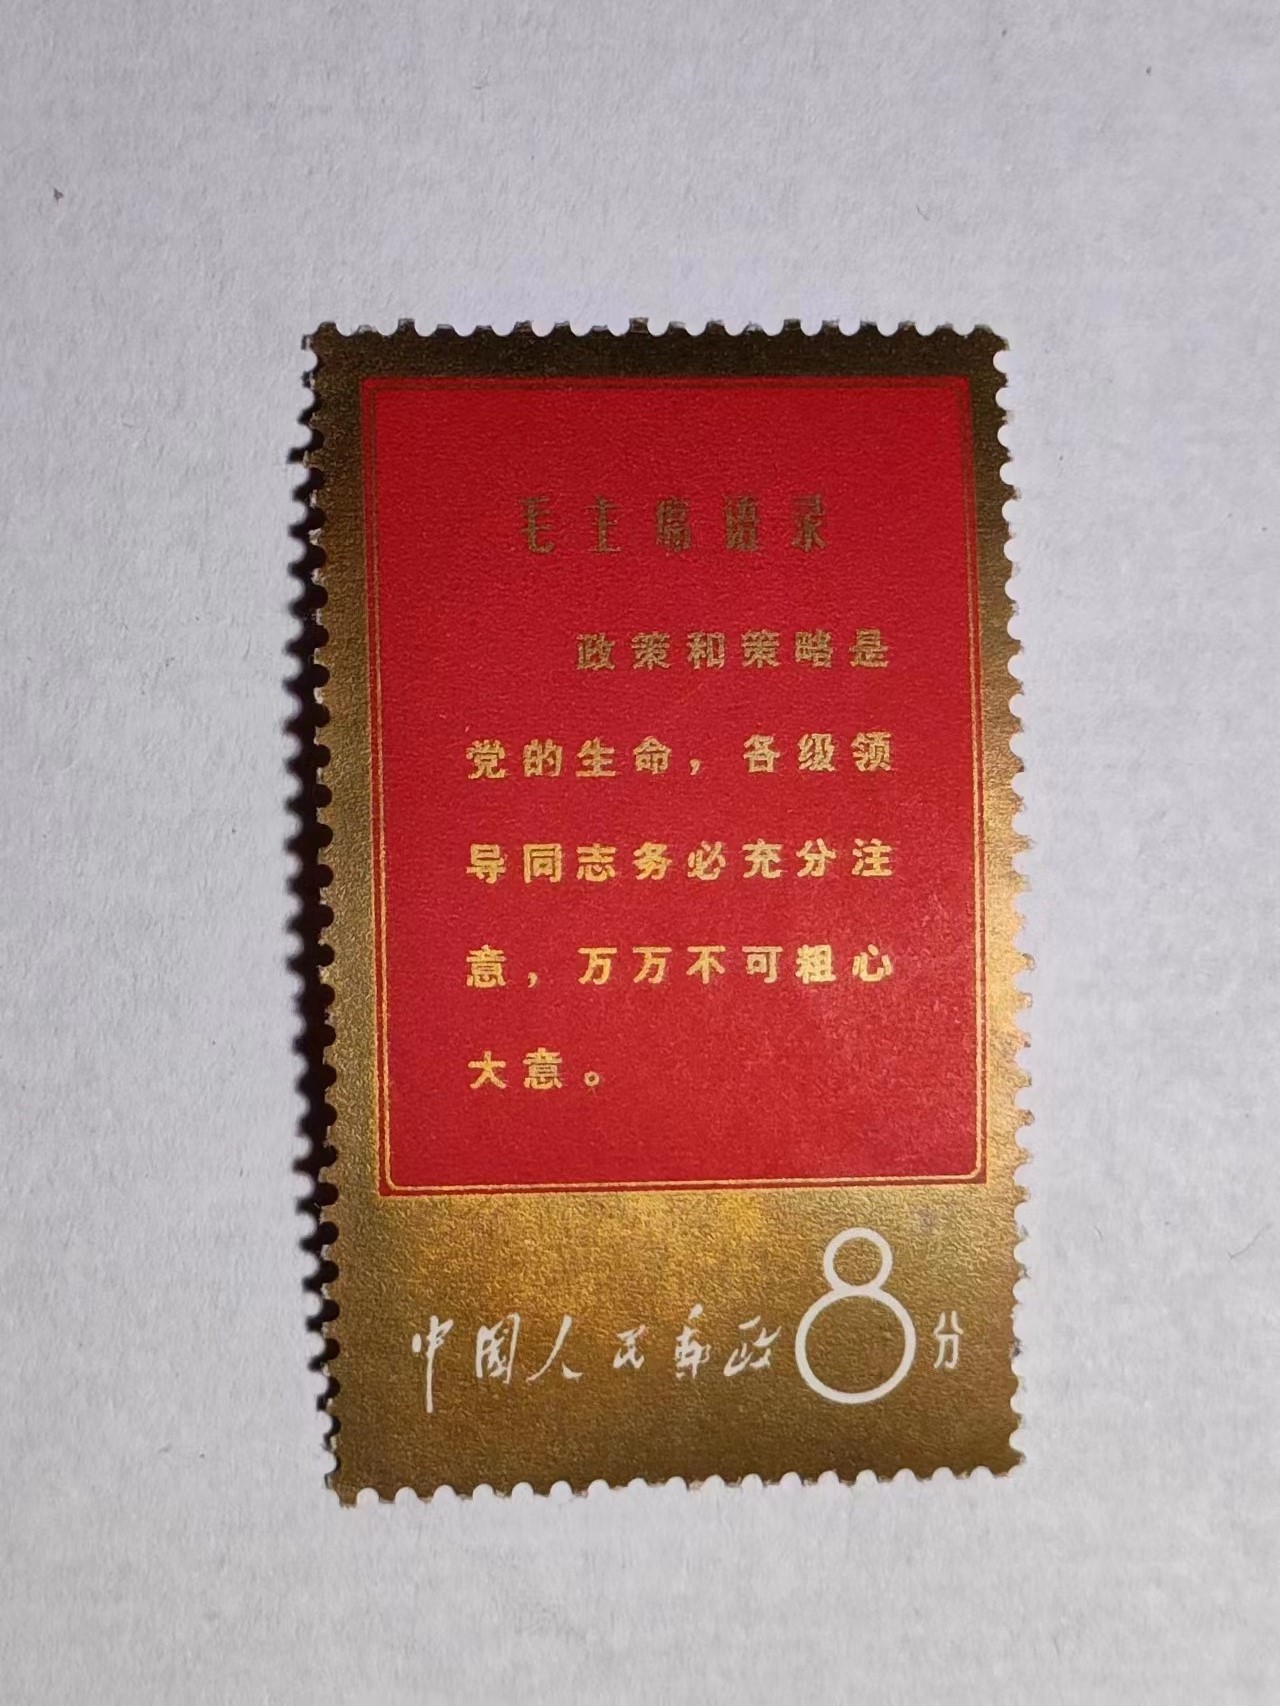 毛主席语录
政策和策略是
党的生命，各级领
导同志务必充分注
意，万万不可粗心
大意。
中国人民邮政8分